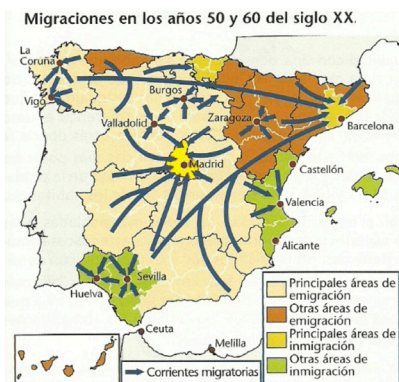 Migraciones en los años 50 y 60 del siglo XX.
La
Coruña
Vigo
Burgos
Valladolid
Zaragoza
Barcelona
Madrid
Castellón
Valencia
Alicante
Sevilla
Huelva
Ceuta
Melilla
Principales áreas de
emigración
Otras áreas de
emigración
Principales áreas de
inmigración
Otras áreas de
inmigración
Corrientes migratorias